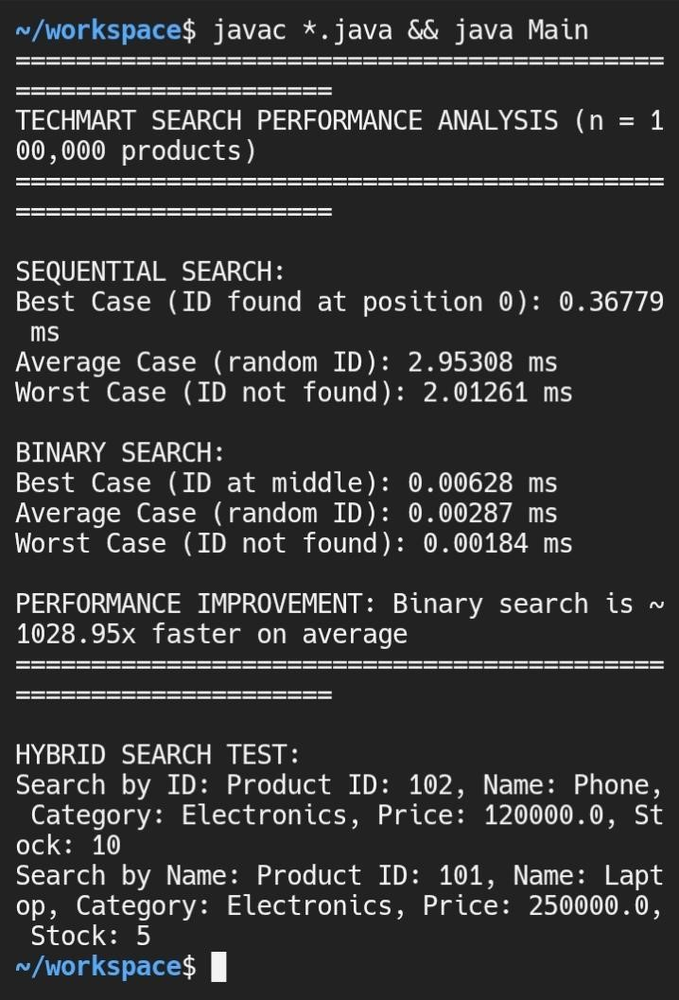 ~/workspace$ javac *.java && java Main
===========================================
=====================
TECHMART SEARCH PERFORMANCE ANALYSIS (n = 1
00,000 products)
===========================================
=====================
SEQUENTIAL SEARCH:
Best Case (ID found at position 0): 0.36779
 ms
Average Case (random ID): 2.95308 ms
Worst Case (ID not found): 2.01261 ms
BINARY SEARCH:
Best Case (ID at middle): 0.00628 ms
Average Case (random ID): 0.00287 ms
Worst Case (ID not found): 0.00184 ms
PERFORMANCE IMPROVEMENT: Binary search is ~
1028.95x faster on average
===========================================
=====================
HYBRID SEARCH TEST:
Search by ID: Product ID: 102, Name: Phone,
 Category: Electronics, Price: 120000.0, St
ock: 10
Search by Name: Product ID: 101, Name: Lapt
op, Category: Electronics, Price: 250000.0,
 Stock: 5
~/workspace$